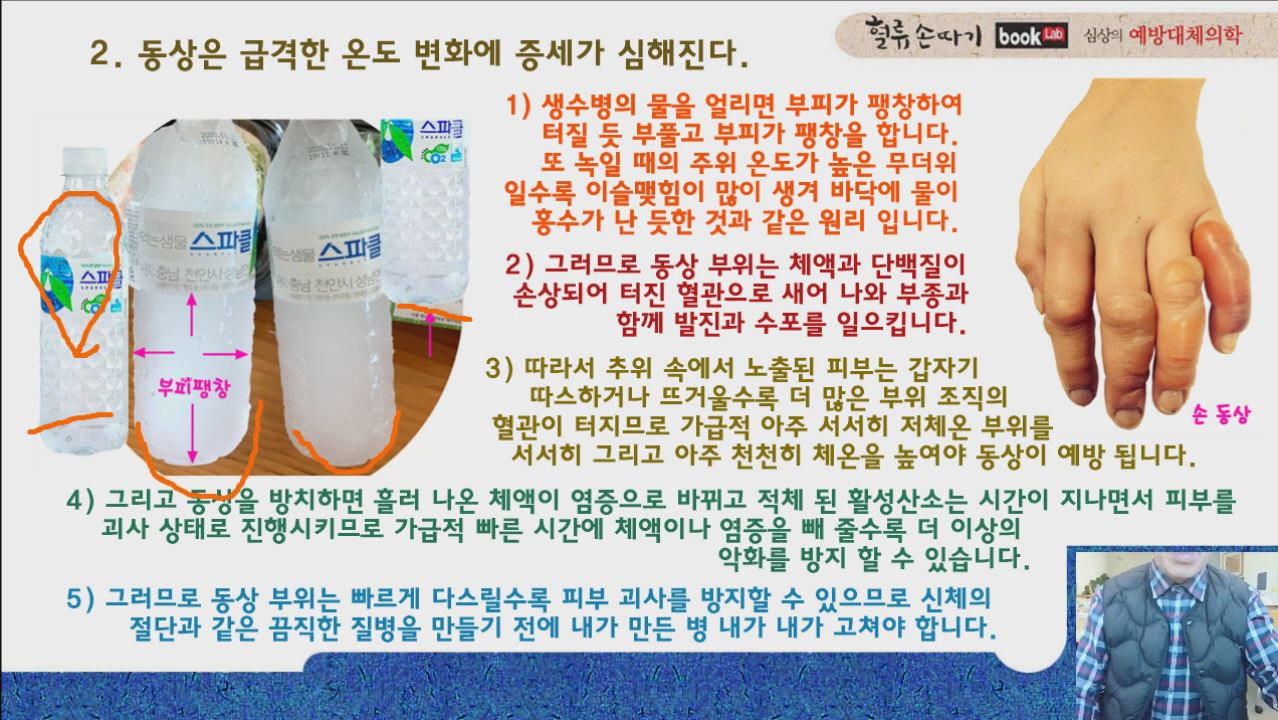 혈류 손따기 book Lab 심상의 예방대체의학
2. 동상은 급격한 온도 변화에 증세가 심해진다.
1) 생수병의 물을 얼리면 부피가 팽창하여
터질 듯 부풀고 부피가 팽창을 합니다.
또 녹일 때의 주위 온도가 높은 무더위
일수록 이슬맺힘이 많이 생겨 바닥에 물이
홍수가 난 듯한 것과 같은 원리 입니다.
2) 그러므로 동상 부위는 체액과 단백질이
손상되어 터진 혈관으로 새어 나와 부종과
함께 발진과 수포를 일으킵니다.
3) 따라서 추위 속에서 노출된 피부는 갑자기
따스하거나 뜨거울수록 더 많은 부위 조직의
혈관이 터지므로 가급적 아주 서서히 저체온 부위를
서서히 그리고 아주 천천히 체온을 높여야 동상이 예방 됩니다.
4) 그리고 동상을 방치하면 흘러 나온 체액이 염증으로 바뀌고 적체 된 활성산소는 시간이 지나면서 피부를
괴사 상태로 진행시키므로 가급적 빠른 시간에 체액이나 염증을 빼 줄수록 더 이상의
악화를 방지 할 수 있습니다.
5) 그러므로 동상 부위는 빠르게 다스릴수록 피부 괴사를 방지할 수 있으므로 신체의
절단과 같은 끔직한 질병을 만들기 전에 내가 만든 병 내가 내가 고쳐야 합니다.
스파클
스파클
CO2
먹는샘물 스파클
충남 천안시
스파클
CO2
부피팽창
손 동상